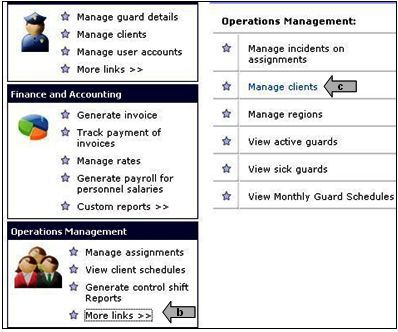 Manage guard details
Manage clients
Manage user accounts
More links >>
Finance and Accounting
Generate invoice
Track payment of
invoices
Manage rates
Generate payroll for
personnel salaries
Custom reports >>
Operations Management
Manage assignments
View client schedules
Generate control shift
Reports
More links >>
b
Operations Management:
Manage incidents on
assignments
Manage clients
c
Manage regions
View active guards
View sick guards
View Monthly Guard Schedules